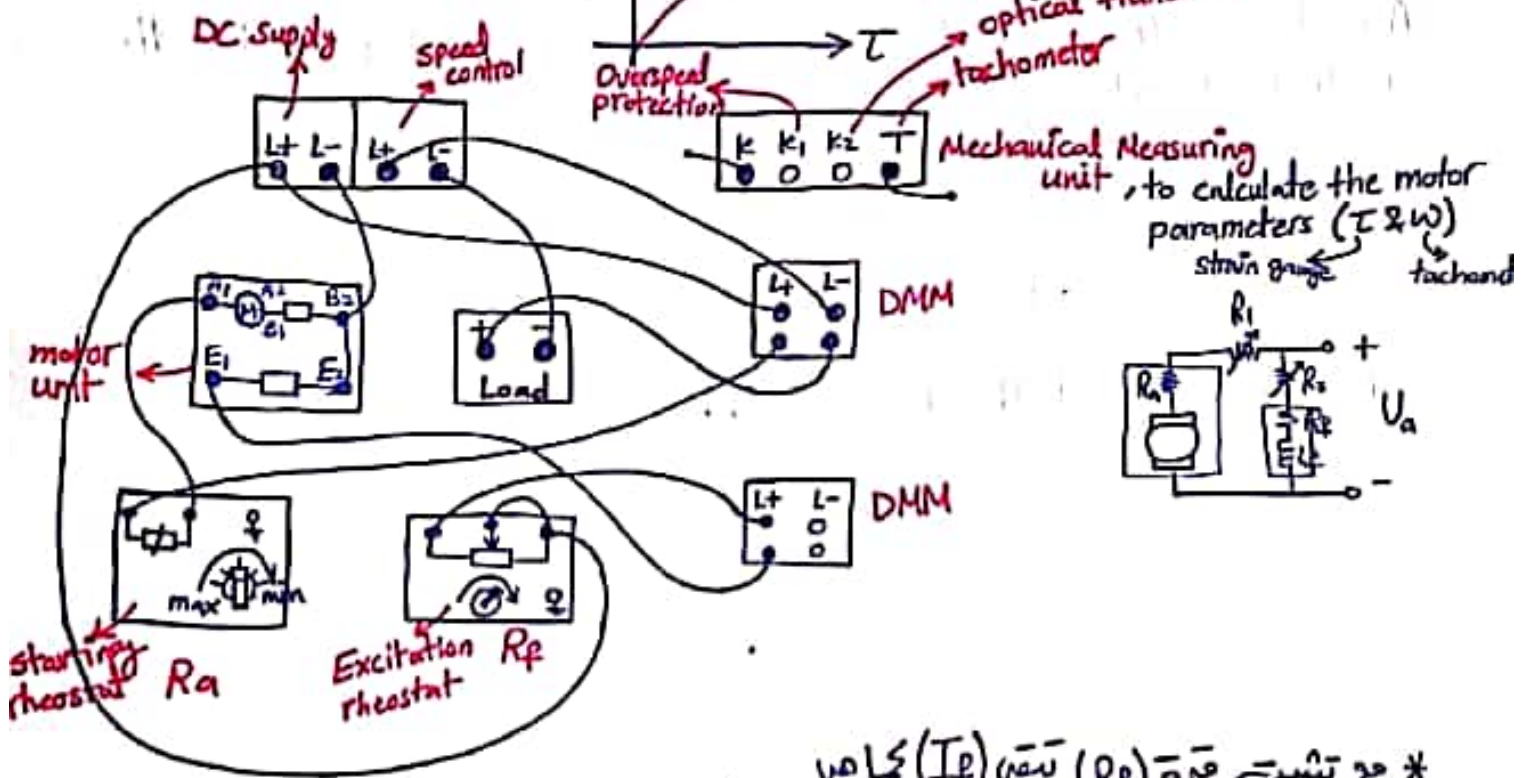 DC supply
speed
control
L+ L- L+ L-
τ
Overspeed
protection
optical
tachometer
K K1 K2 T
Mechanical Measuring
unit , to calculate the motor
parameters (τ & ω)
strain gauge
L+ L-
DMM
A1 M A2 B1 B2
E1 E2
motor
unit
+ -
Load
R1
+
Ra
Ua
-
L+ L-
DMM
max min
starting
rheostat Ra
Excitation Rf
rheostat